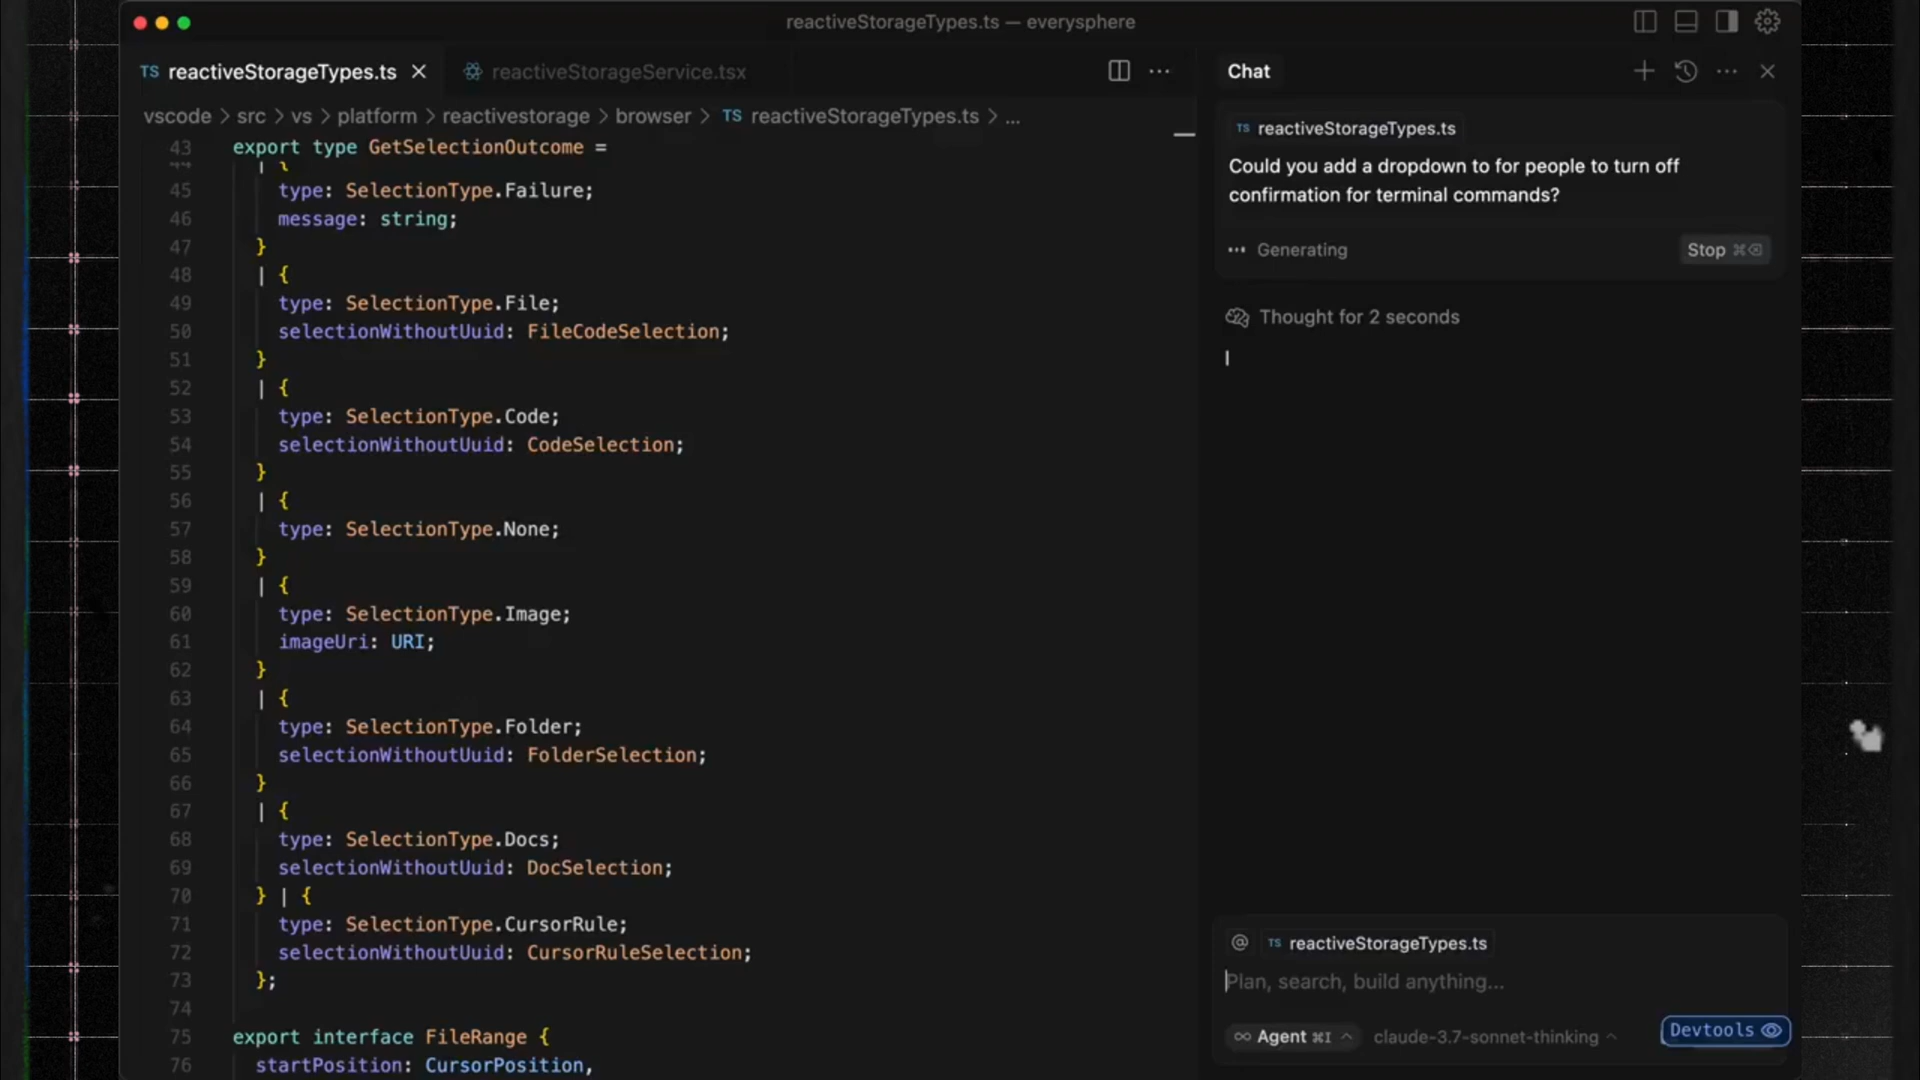 reactiveStorageTypes.ts — everysphere
TS reactiveStorageTypes.ts
reactiveStorageService.tsx
vscode > src > vs > platform > reactivestorage > browser > TS reactiveStorageTypes.ts > ...
43 export type GetSelectionOutcome =
44 | {
45 type: SelectionType.Failure;
46 message: string;
47 }
48 | {
49 type: SelectionType.File;
50 selectionWithoutUuid: FileCodeSelection;
51 }
52 | {
53 type: SelectionType.Code;
54 selectionWithoutUuid: CodeSelection;
55 }
56 | {
57 type: SelectionType.None;
58 }
59 | {
60 type: SelectionType.Image;
61 imageUri: URI;
62 }
63 | {
64 type: SelectionType.Folder;
65 selectionWithoutUuid: FolderSelection;
66 }
67 | {
68 type: SelectionType.Docs;
69 selectionWithoutUuid: DocSelection;
70 } | {
71 type: SelectionType.CursorRule;
72 selectionWithoutUuid: CursorRuleSelection;
73 };
74
75 export interface FileRange {
76 startPosition: CursorPosition,
Chat
TS reactiveStorageTypes.ts
Could you add a dropdown to for people to turn off
confirmation for terminal commands?
Generating
Stop ⌘⌫
Thought for 2 seconds
@ TS reactiveStorageTypes.ts
Plan, search, build anything...
∞ Agent ⌘I
claude-3.7-sonnet-thinking
Devtools